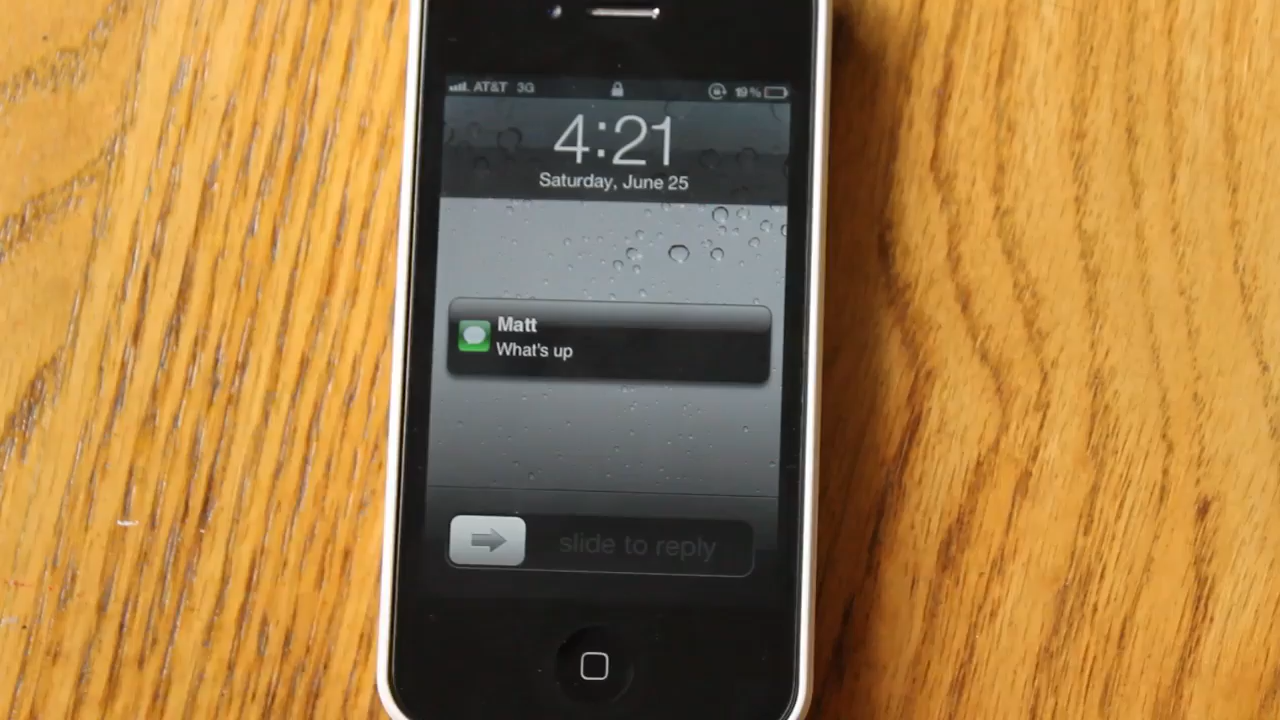 AT&T 3G 19%
4:21
Saturday, June 25
Matt
What's up
slide to reply